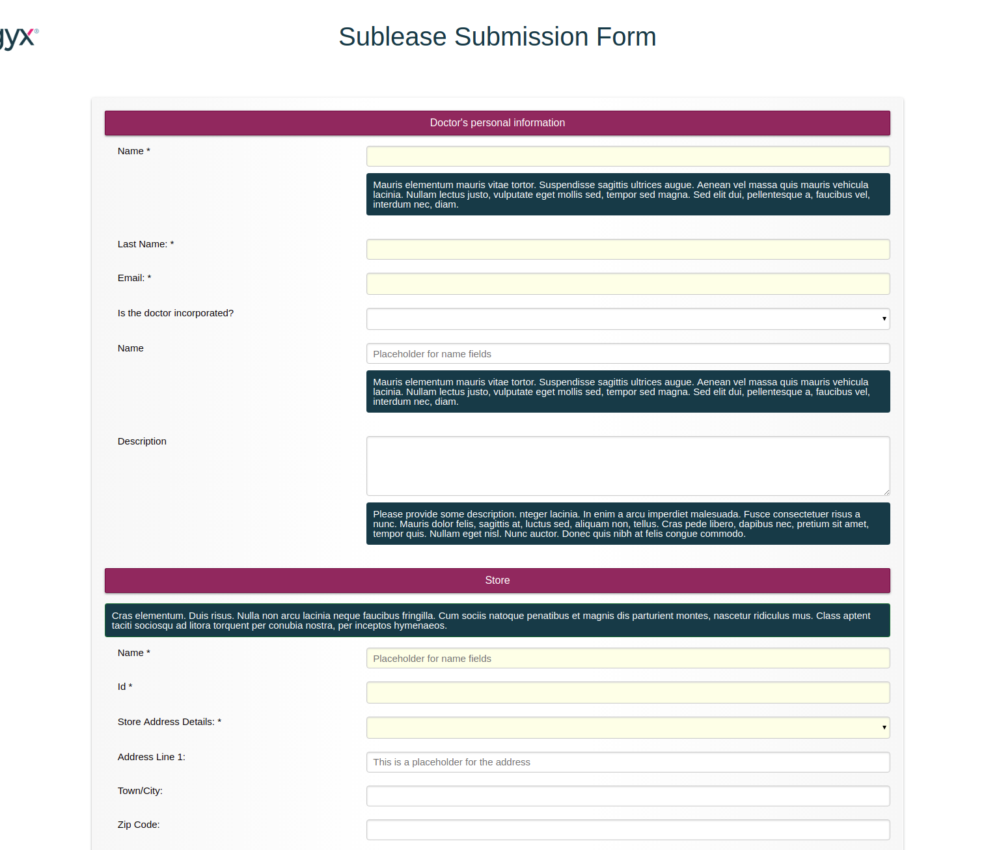 gyx®
Sublease Submission Form
Doctor's personal information
Name *
Mauris elementum mauris vitae tortor. Suspendisse sagittis ultrices augue. Aenean vel massa quis mauris vehicula
lacinia. Nullam lectus justo, vulputate eget mollis sed, tempor sed magna. Sed elit dui, pellentesque a, faucibus vel,
interdum nec, diam.
Last Name: *
Email: *
Is the doctor incorporated?
Name
Placeholder for name fields
Mauris elementum mauris vitae tortor. Suspendisse sagittis ultrices augue. Aenean vel massa quis mauris vehicula
lacinia. Nullam lectus justo, vulputate eget mollis sed, tempor sed magna. Sed elit dui, pellentesque a, faucibus vel,
interdum nec, diam.
Description
Please provide some description. nteger lacinia. In enim a arcu imperdiet malesuada. Fusce consectetuer risus a
nunc. Mauris dolor felis, sagittis at, luctus sed, aliquam non, tellus. Cras pede libero, dapibus nec, pretium sit amet,
tempor quis. Nullam eget nisl. Nunc auctor. Donec quis nibh at felis congue commodo.
Store
Cras elementum. Duis risus. Nulla non arcu lacinia neque faucibus fringilla. Cum sociis natoque penatibus et magnis dis parturient montes, nascetur ridiculus mus. Class aptent
taciti sociosqu ad litora torquent per conubia nostra, per inceptos hymenaeos.
Name *
Placeholder for name fields
Id *
Store Address Details: *
Address Line 1:
This is a placeholder for the address
Town/City:
Zip Code: